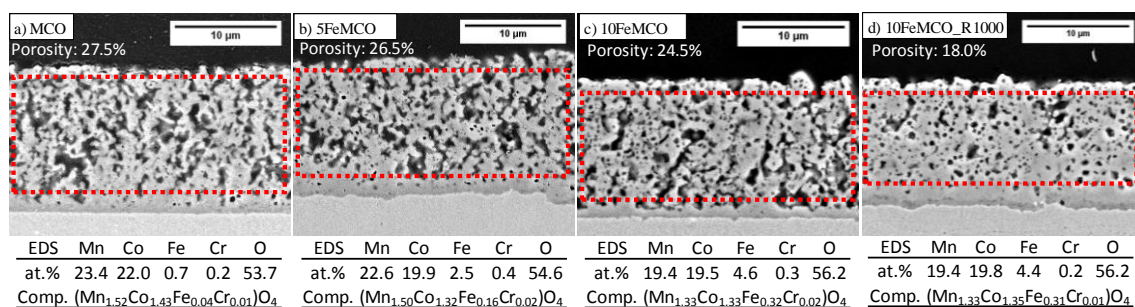 a) MCO
10 µm
Porosity: 27.5%
b) 5FeMCO
10 µm
Porosity: 26.5%
c) 10FeMCO
10 µm
Porosity: 24.5%
d) 10FeMCO_R1000
10 µm
Porosity: 18.0%
EDS Mn Co Fe Cr O
at.% 23.4 22.0 0.7 0.2 53.7
Comp. (Mn1.52Co1.43Fe0.04Cr0.01)O4
EDS Mn Co Fe Cr O
at.% 22.6 19.9 2.5 0.4 54.6
Comp. (Mn1.50Co1.32Fe0.16Cr0.02)O4
EDS Mn Co Fe Cr O
at.% 19.4 19.5 4.6 0.3 56.2
Comp. (Mn1.33Co1.33Fe0.32Cr0.02)O4
EDS Mn Co Fe Cr O
at.% 19.4 19.8 4.4 0.2 56.2
Comp. (Mn1.33Co1.35Fe0.31Cr0.01)O4